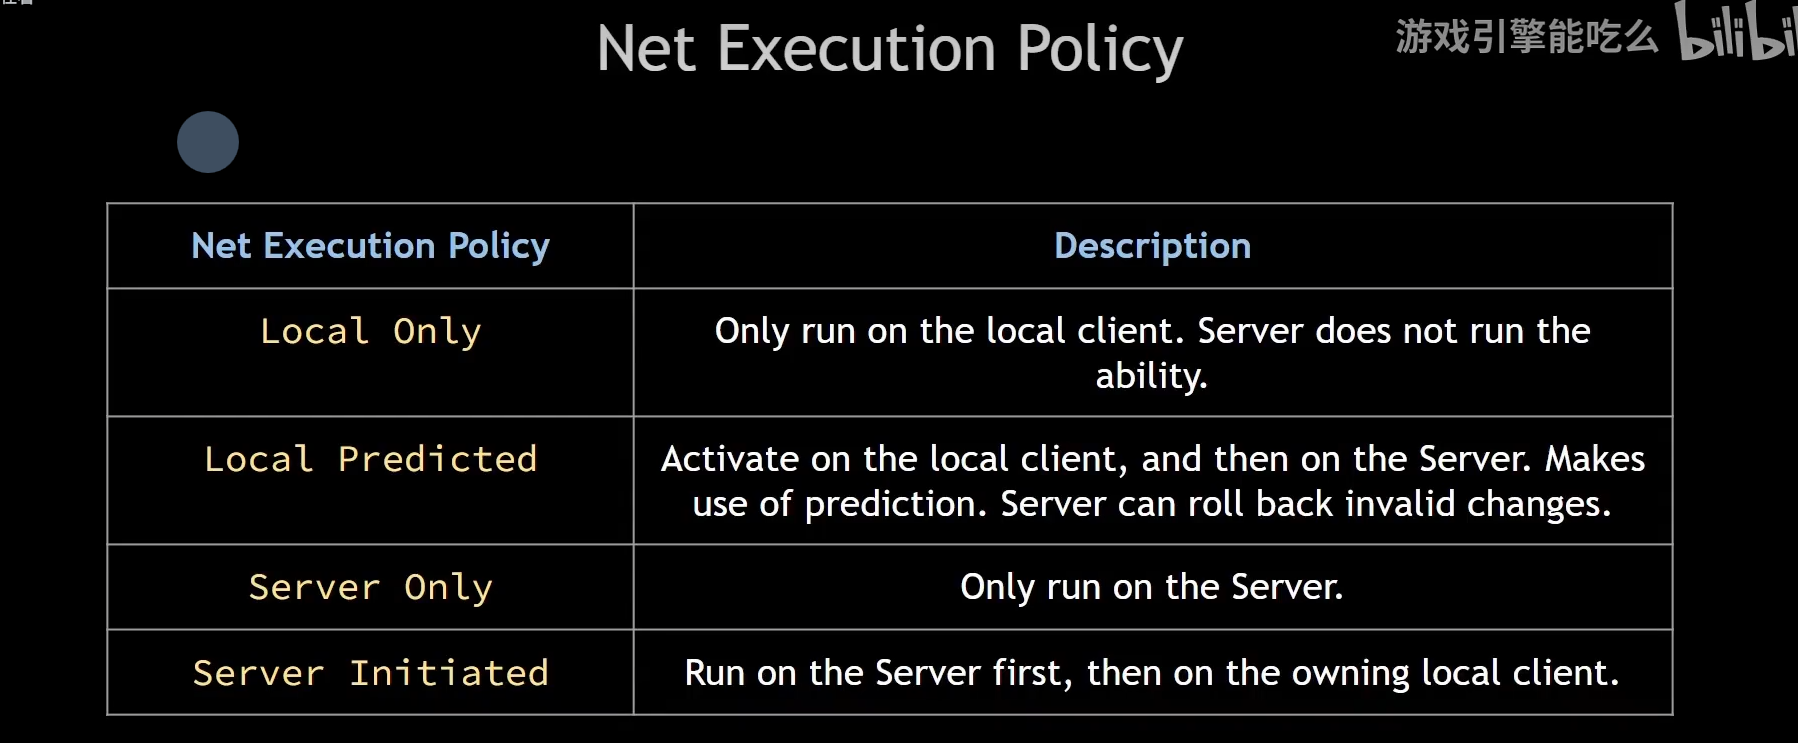 Net Execution Policy
游戏引擎能吃么 bilibil
Net Execution Policy
Description
Local Only
Only run on the local client. Server does not run the
ability.
Local Predicted
Activate on the local client, and then on the Server. Makes
use of prediction. Server can roll back invalid changes.
Server Only
Only run on the Server.
Server Initiated
Run on the Server first, then on the owning local client.